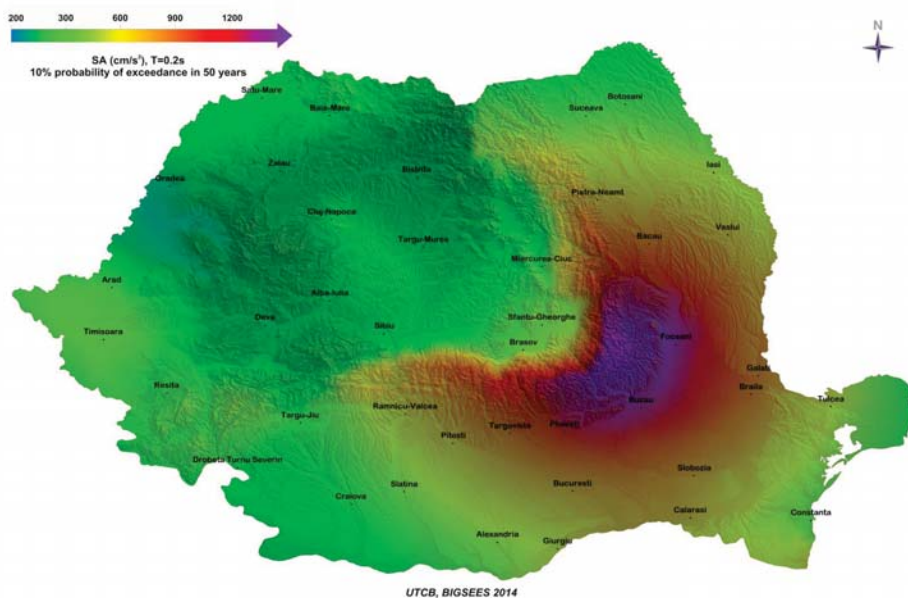 200 300 600 900 1200
SA (cm/s²), T=0.2s
10% probability of exceedance in 50 years
N
Satu-Mare
Baia-Mare
Botosani
Suceava
Zalau
Bistrita
Iasi
Oradea
Piatra-Neamt
Cluj-Napoca
Vaslui
Targu-Mures
Bacau
Miercurea-Ciuc
Arad
Alba-Iulia
Deva
Sibiu
Sfantu-Gheorghe
Timisoara
Focsani
Brasov
Galati
Resita
Braila
Buzau
Tulcea
Ramnicu-Valcea
Targu-Jiu
Targoviste
Ploiesti
Pitesti
Drobeta Turnu Severin
Slobozia
Slatina
Bucuresti
Craiova
Calarasi
Constanta
Alexandria
Giurgiu
UTCB, BIGSEES 2014